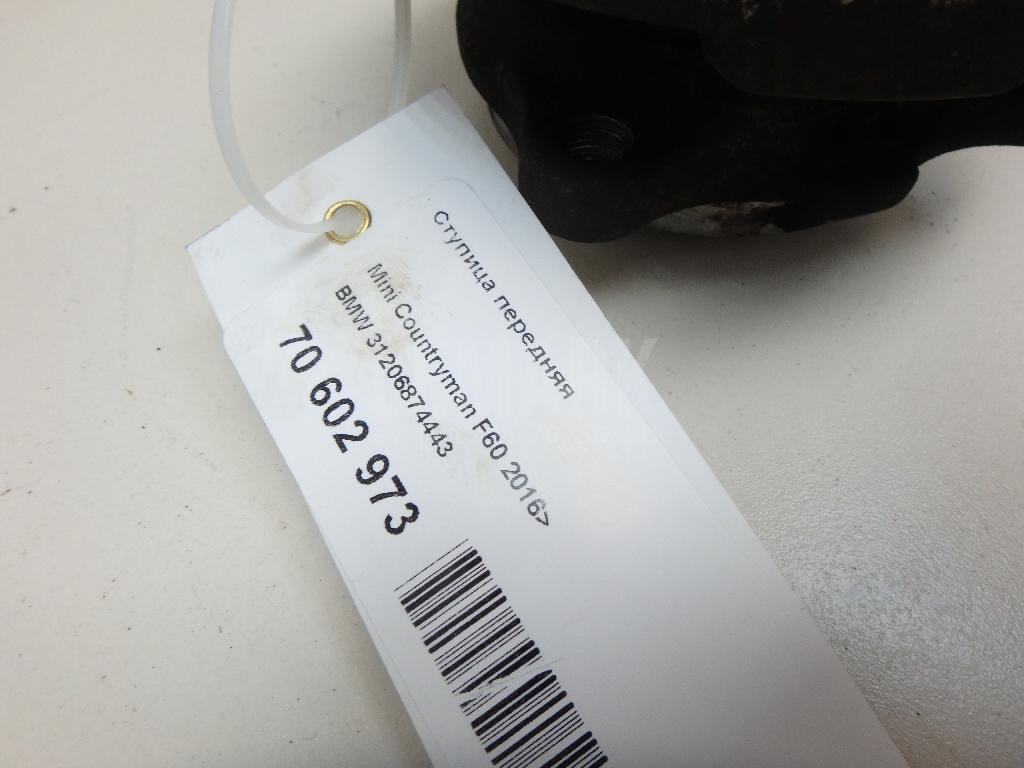 ступица передняя
Mini Countryman F60 2016>
BMW 31206874443
70 602 973